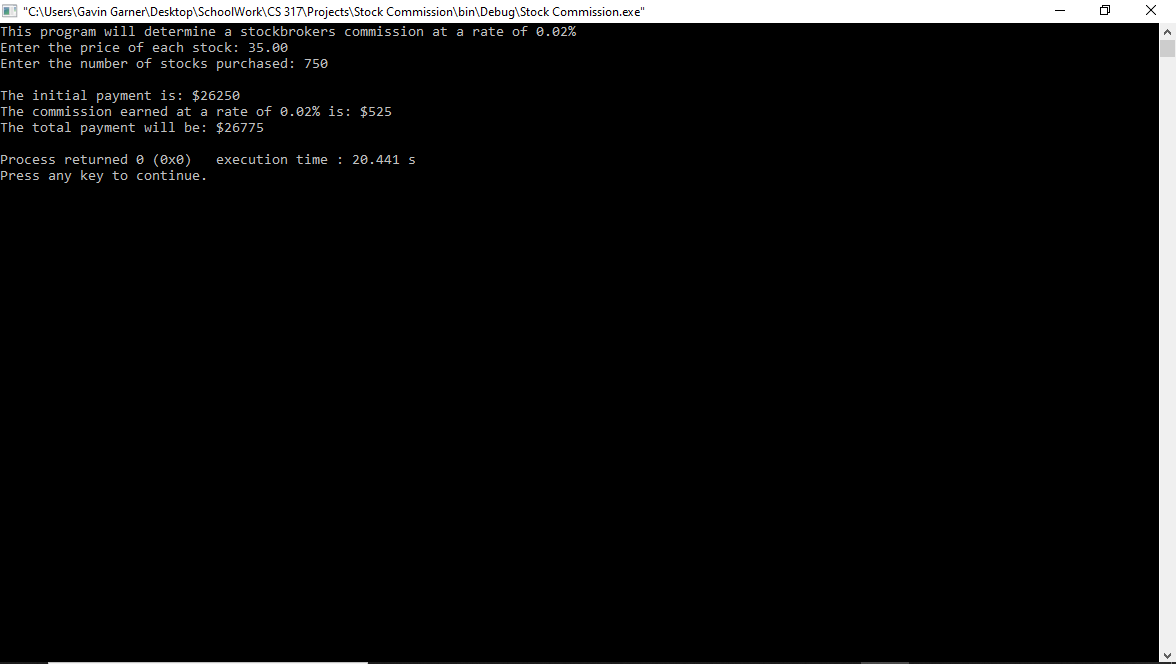 "C:\Users\Gavin Garner\Desktop\SchoolWork\CS 317\Projects\Stock Commission\bin\Debug\Stock Commission.exe"
This program will determine a stockbrokers commission at a rate of 0.02%
Enter the price of each stock: 35.00
Enter the number of stocks purchased: 750
The initial payment is: $26250
The commission earned at a rate of 0.02% is: $525
The total payment will be: $26775
Process returned 0 (0x0)   execution time : 20.441 s
Press any key to continue.